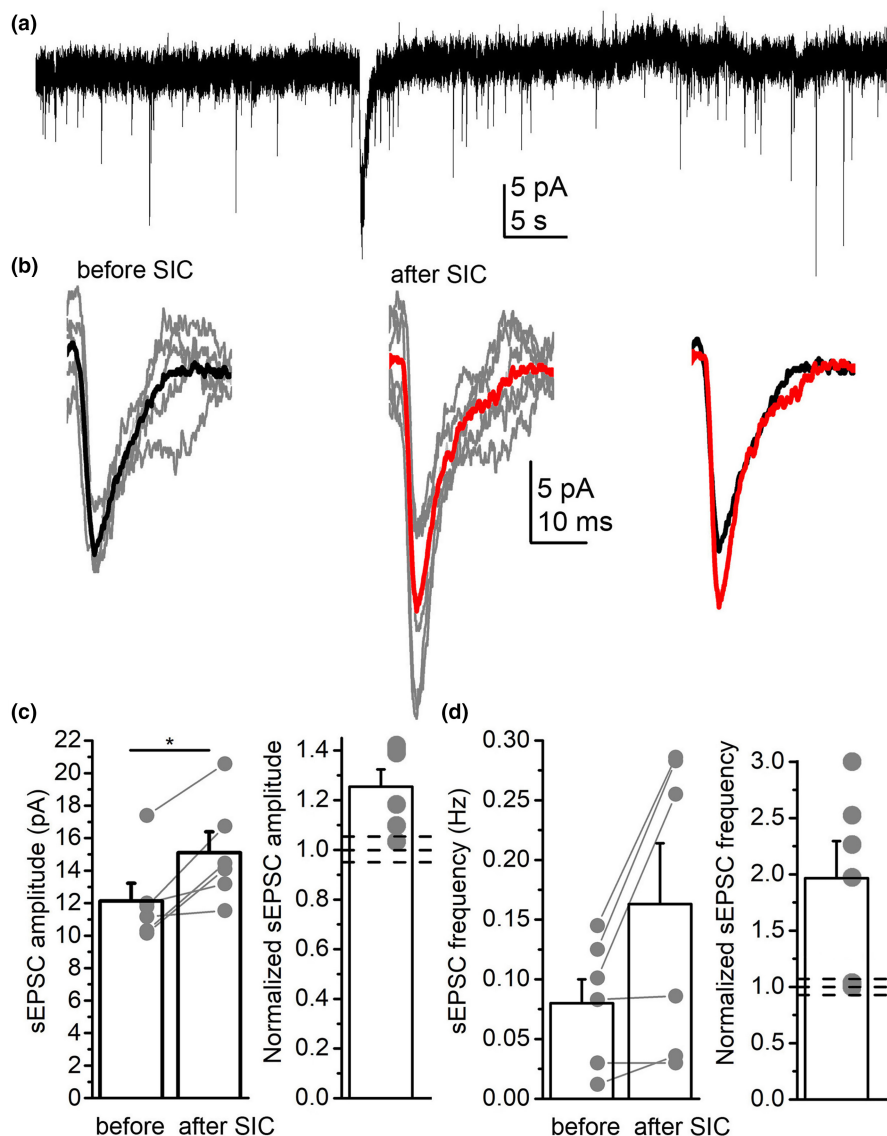 (a)
5 pA
5 s
(b)
before SIC
after SIC
5 pA
10 ms
(c)
sEPSC amplitude (pA)
22
20
18
16
14
12
10
8
6
4
2
0
*
before
after SIC
Normalized sEPSC amplitude
1.4
1.2
1.0
0.8
0.6
0.4
0.2
0.0
(d)
sEPSC frequency (Hz)
0.30
0.25
0.20
0.15
0.10
0.05
0.00
before
after SIC
Normalized sEPSC frequency
3.0
2.5
2.0
1.5
1.0
0.5
0.0